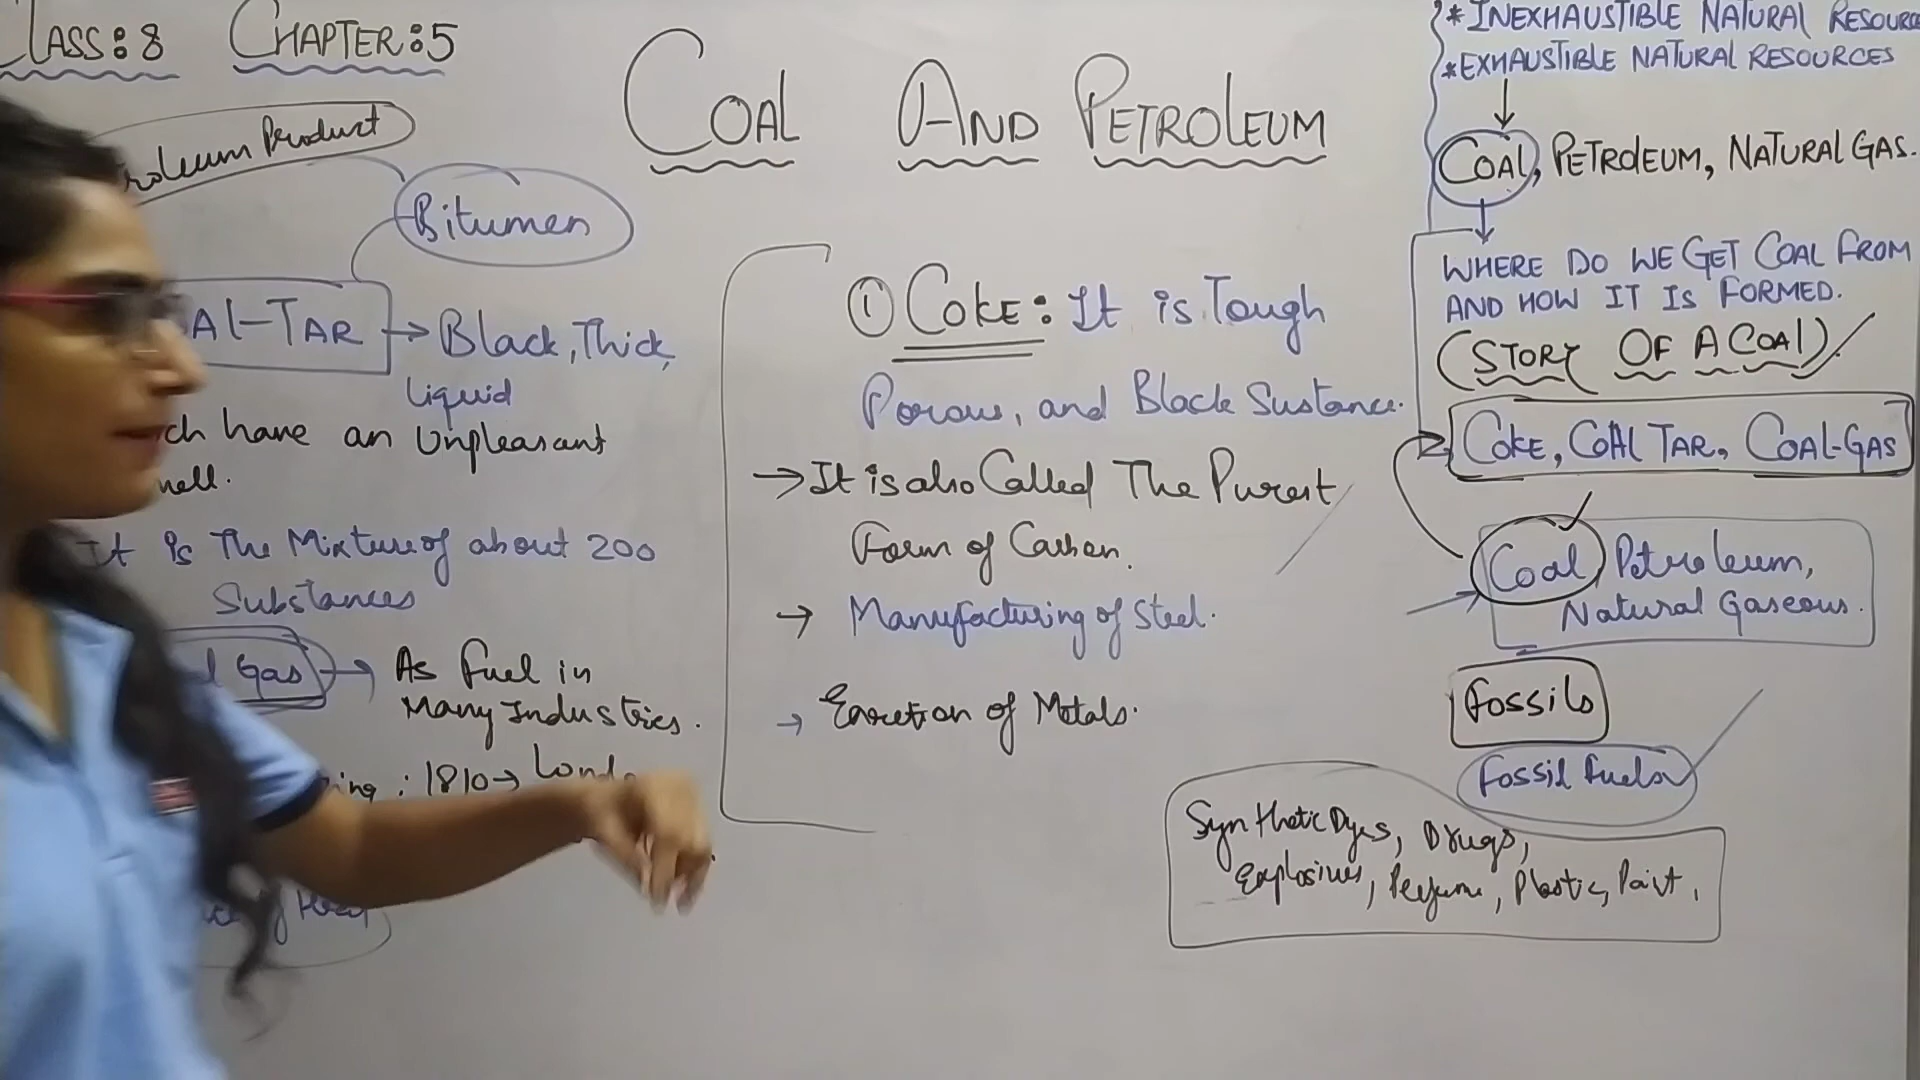 CLASS:8 CHAPTER:5
COAL AND PETROLEUM
Product
Bitumen
AL-TAR → Black, Thick,
liquid
ch have an Unpleasant
ell.
It is The Mixture of about 200
Substances
Gas → As Fuel in
Many Industries.
ing : 1810 →
① COKE: It is Tough
Porous, and Black Sustance.
→ It is also Called The Purest
Form of Carbon.
→ Manufacturing of Steel.
→ of Metals.
* INEXHAUSTIBLE NATURAL RESOURCE
* EXHAUSTIBLE NATURAL RESOURCES
COAL, PETROLEUM, NATURAL GAS.
WHERE DO WE GET COAL FROM
AND HOW IT IS FORMED.
(STORY OF A COAL)
COKE, COAL TAR, COAL-GAS
Coal, Petroleum,
Natural Gaseous.
Fossils
Fossil Fuels
Synthetic Dyes, Drugs,
Explosives, Perfume, Plastic, Paint,